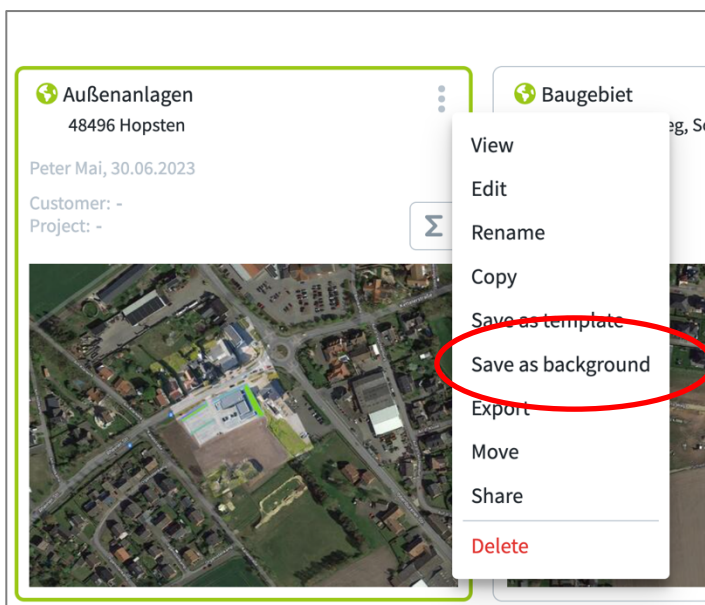 Außenanlagen
48496 Hopsten
Peter Mai, 30.06.2023
Customer: -
Project: -
Σ
Baugebiet
eg, S
View
Edit
Rename
Copy
Save as template
Save as background
Export
Move
Share
Delete